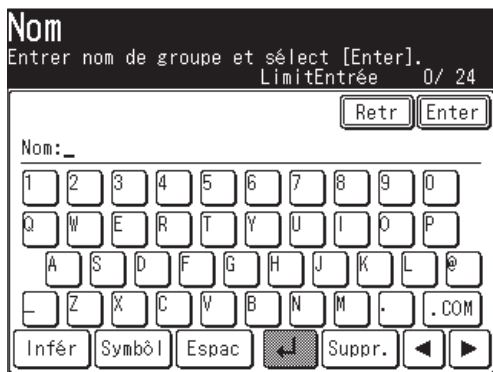 Nom
Entrer nom de groupe et sélect [Enter].
LimitEntrée 0/ 24
Retr Enter
Nom:_
1 2 3 4 5 6 7 8 9 0
Q W E R T Y U I O P
A S D F G H J K L @
_ Z X C V B N M . .COM
Infér Symbôl Espac ↵ Suppr. ◀ ▶